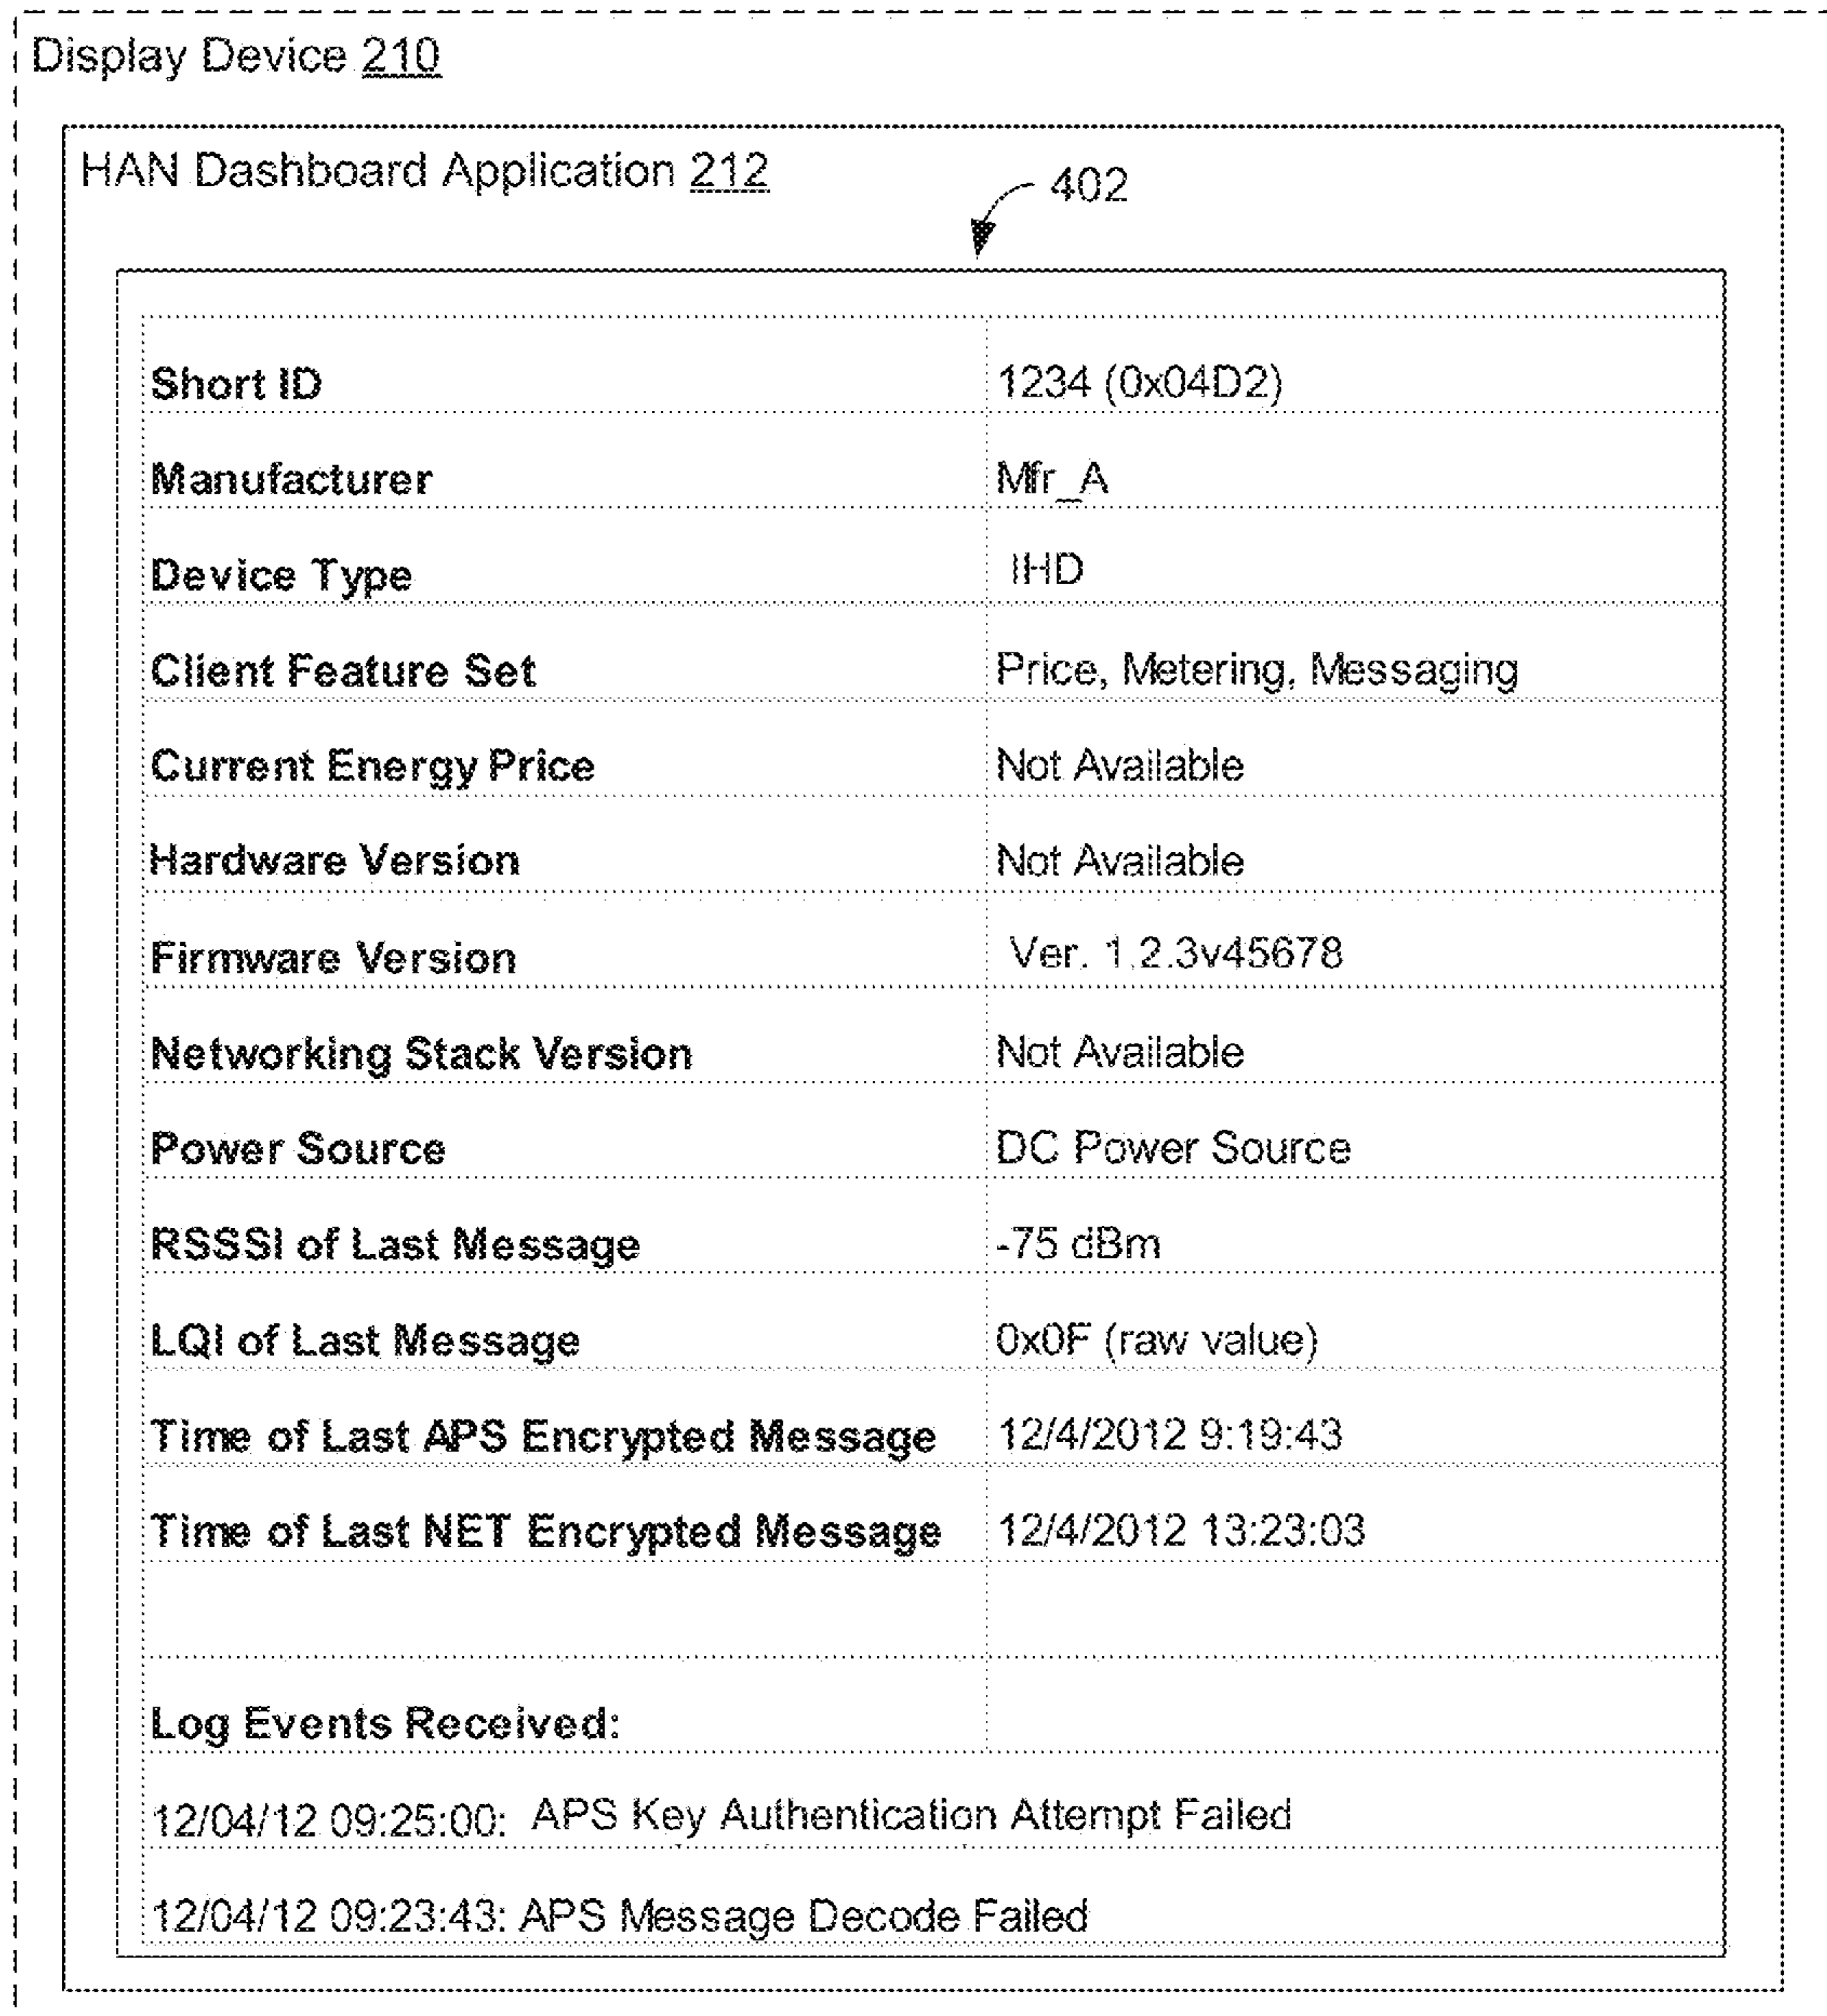 Display Device 210
HAN Dashboard Application 212
402
Short ID 1234 (0x04D2)
Manufacturer Mfr_A
Device Type IHD
Client Feature Set Price, Metering, Messaging
Current Energy Price Not Available
Hardware Version Not Available
Firmware Version Ver. 1.2.3v45678
Networking Stack Version Not Available
Power Source DC Power Source
RSSSI of Last Message -75 dBm
LQI of Last Message 0x0F (raw value)
Time of Last APS Encrypted Message 12/4/2012 9:19:43
Time of Last NET Encrypted Message 12/4/2012 13:23:03
Log Events Received:
12/04/12 09:25:00: APS Key Authentication Attempt Failed
12/04/12 09:23:43: APS Message Decode Failed